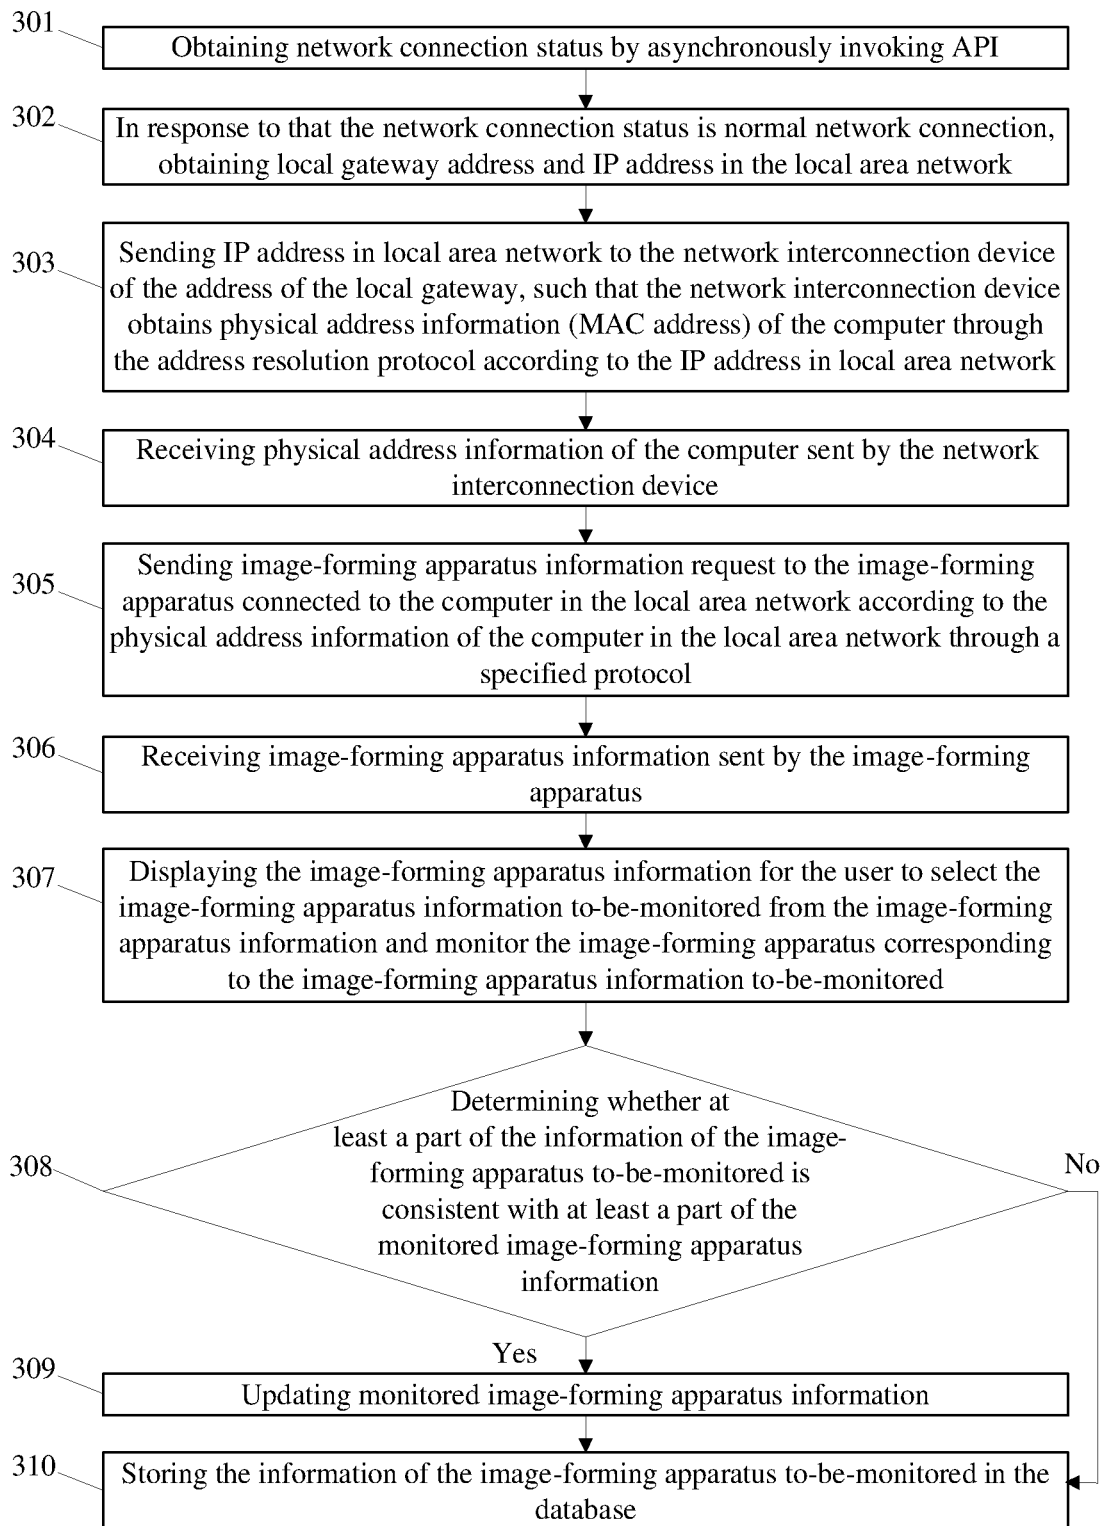 301
Obtaining network connection status by asynchronously invoking API
302
In response to that the network connection status is normal network connection,
obtaining local gateway address and IP address in the local area network
303
Sending IP address in local area network to the network interconnection device
of the address of the local gateway, such that the network interconnection device
obtains physical address information (MAC address) of the computer through
the address resolution protocol according to the IP address in local area network
304
Receiving physical address information of the computer sent by the network
interconnection device
305
Sending image-forming apparatus information request to the image-forming
apparatus connected to the computer in the local area network according to the
physical address information of the computer in the local area network through a
specified protocol
306
Receiving image-forming apparatus information sent by the image-forming
apparatus
307
Displaying the image-forming apparatus information for the user to select the
image-forming apparatus information to-be-monitored from the image-forming
apparatus information and monitor the image-forming apparatus corresponding
to the image-forming apparatus information to-be-monitored
308
Determining whether at
least a part of the information of the image-
forming apparatus to-be-monitored is
consistent with at least a part of the
monitored image-forming apparatus
information
No
Yes
309
Updating monitored image-forming apparatus information
310
Storing the information of the image-forming apparatus to-be-monitored in the
database